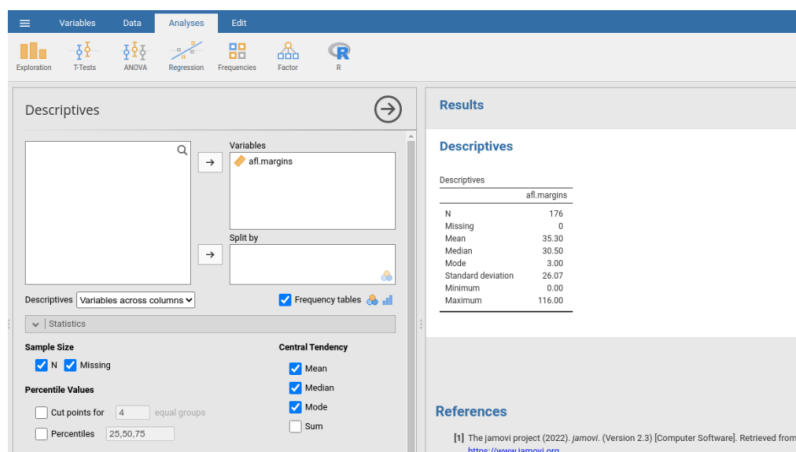 Variables Data Analyses Edit
Exploration T-Tests ANOVA Regression Frequencies Factor R
Descriptives
Variables
afl.margins
Split by
Descriptives Variables across columns Frequency tables
Statistics
Sample Size
N Missing
Percentile Values
Cut points for 4 equal groups
Percentiles 25,50,75
Central Tendency
Mean
Median
Mode
Sum
Results
Descriptives
Descriptives
afl.margins
N 176
Missing 0
Mean 35.30
Median 30.50
Mode 3.00
Standard deviation 26.07
Minimum 0.00
Maximum 116.00
References
[1] The jamovi project (2022). jamovi. (Version 2.3) [Computer Software]. Retrieved from
https://www.jamovi.org